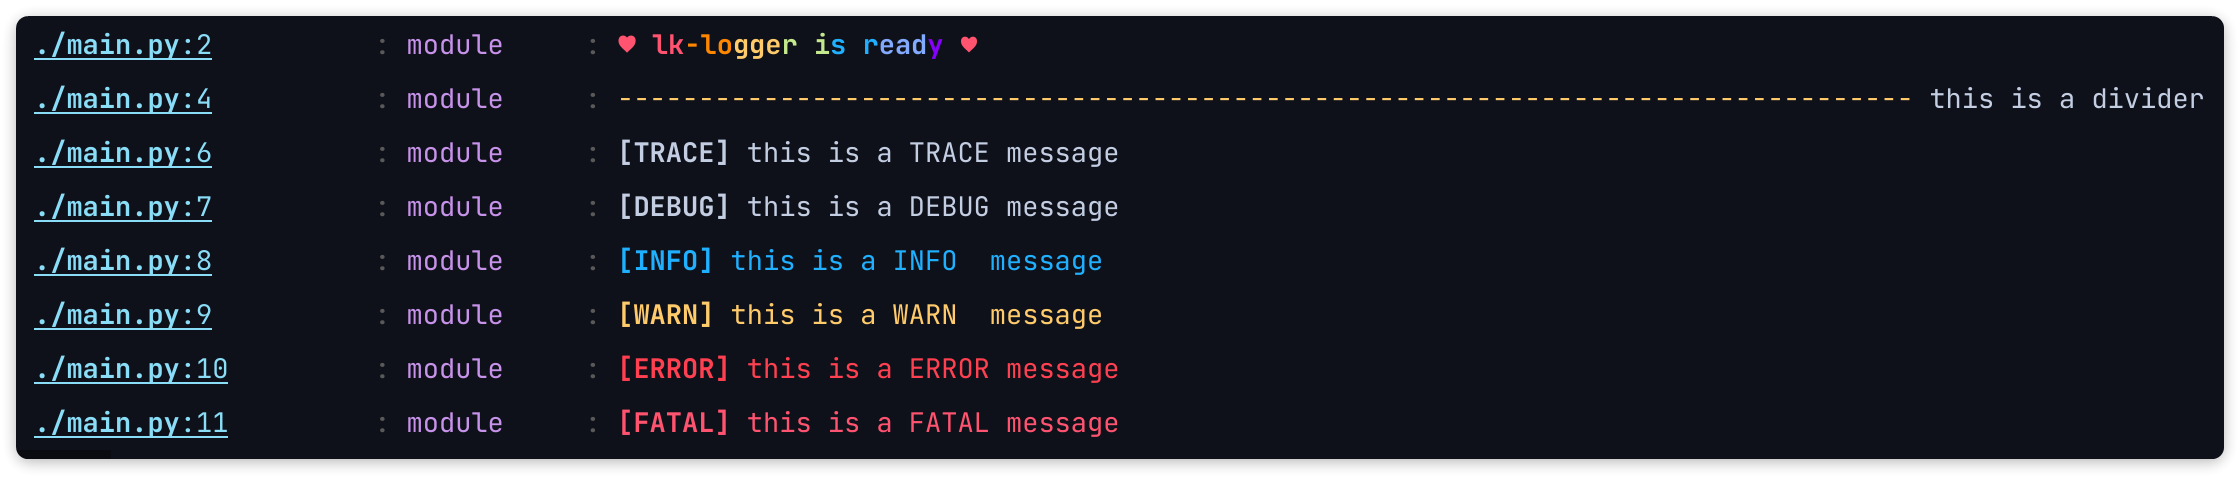 ./main.py:2 : module : ♥ lk-logger is ready ♥
./main.py:4 : module : -------------------------------------------------------------------------------- this is a divider
./main.py:6 : module : [TRACE] this is a TRACE message
./main.py:7 : module : [DEBUG] this is a DEBUG message
./main.py:8 : module : [INFO] this is a INFO  message
./main.py:9 : module : [WARN] this is a WARN  message
./main.py:10 : module : [ERROR] this is a ERROR message
./main.py:11 : module : [FATAL] this is a FATAL message